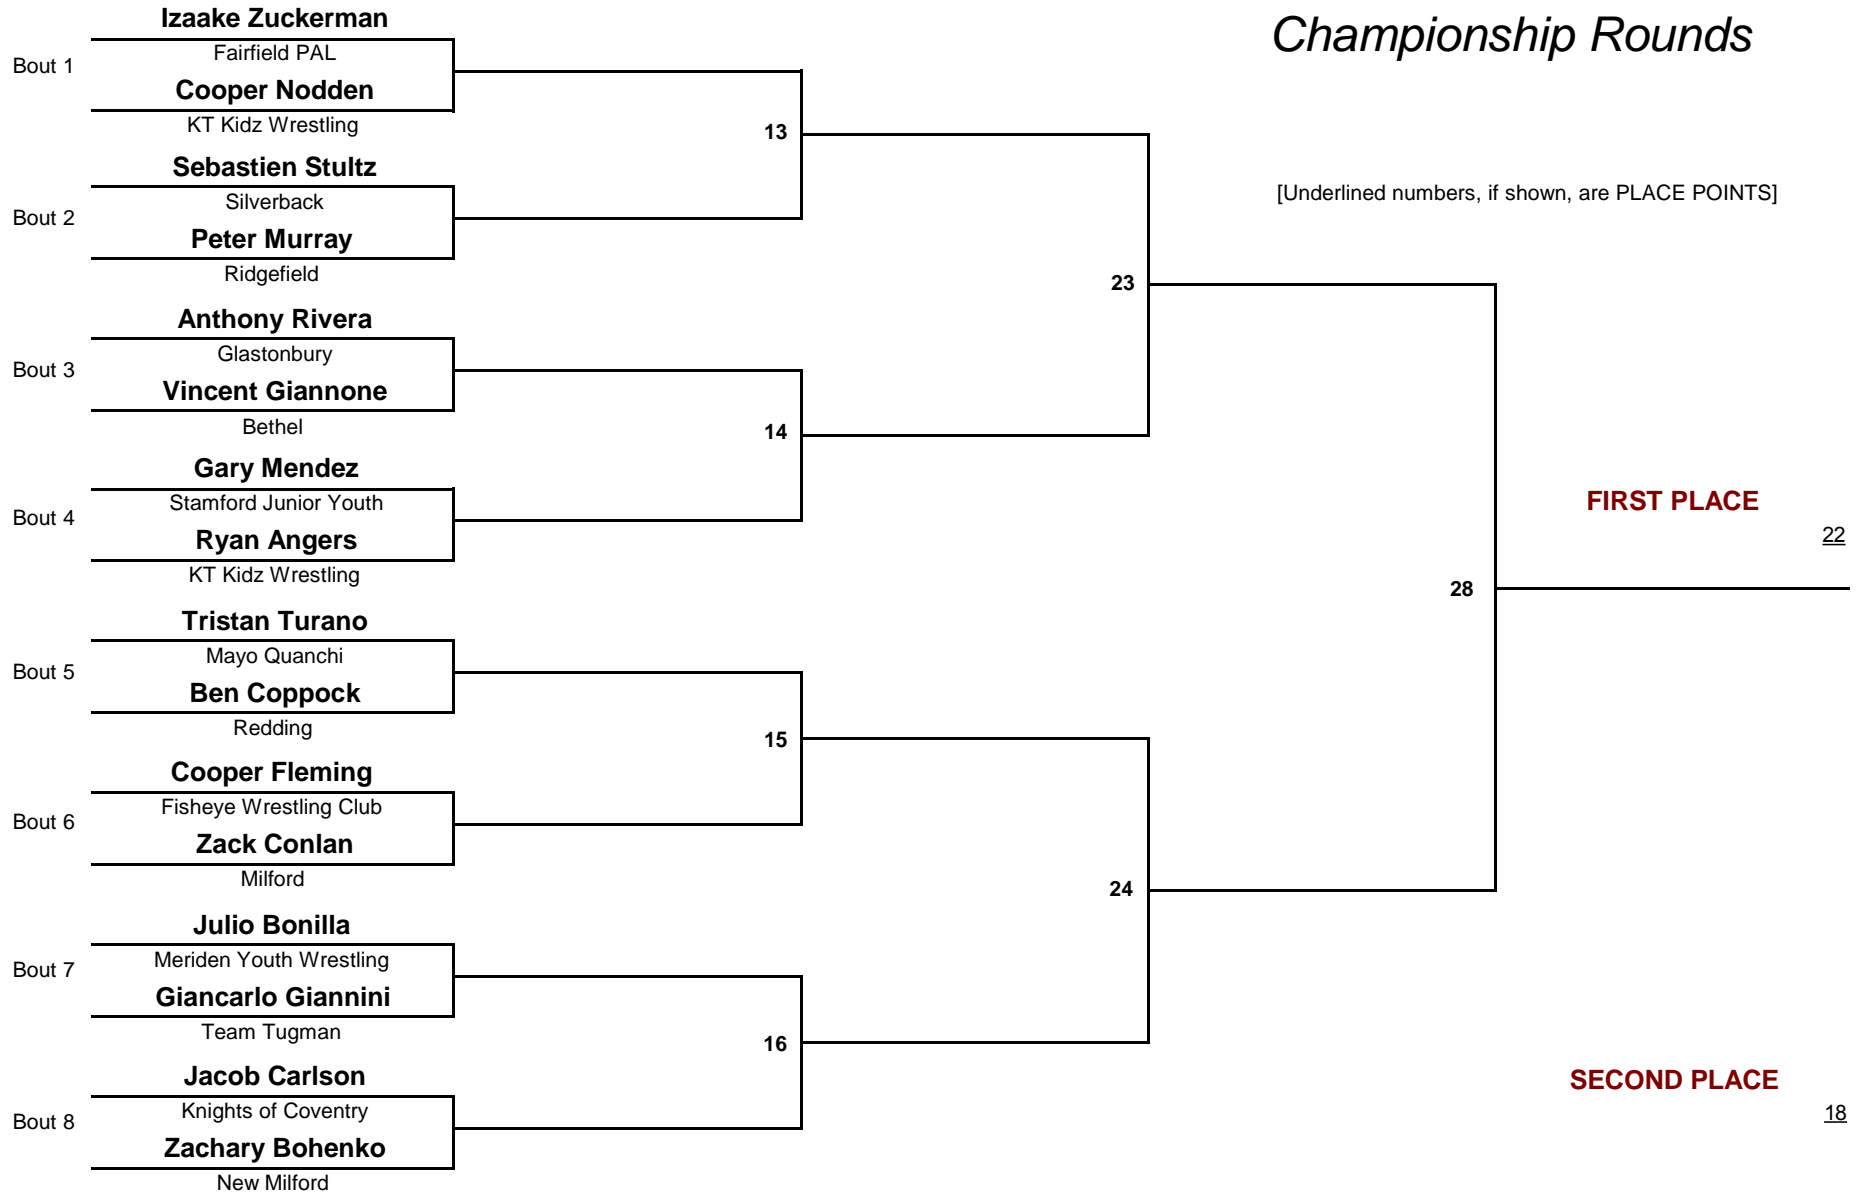 Championship Rounds
[Underlined numbers, if shown, are PLACE POINTS]
Izaake Zuckerman
Fairfield PAL
Bout 1
Cooper Nodden
KT Kidz Wrestling
13
Sebastien Stultz
Silverback
Bout 2
Peter Murray
Ridgefield
23
Anthony Rivera
Glastonbury
Bout 3
Vincent Giannone
Bethel
14
Gary Mendez
Stamford Junior Youth
Bout 4
Ryan Angers
KT Kidz Wrestling
FIRST PLACE
22
28
Tristan Turano
Mayo Quanchi
Bout 5
Ben Coppock
Redding
15
Cooper Fleming
Fisheye Wrestling Club
Bout 6
Zack Conlan
Milford
24
Julio Bonilla
Meriden Youth Wrestling
Bout 7
Giancarlo Giannini
Team Tugman
16
Jacob Carlson
Knights of Coventry
Bout 8
Zachary Bohenko
New Milford
SECOND PLACE
18